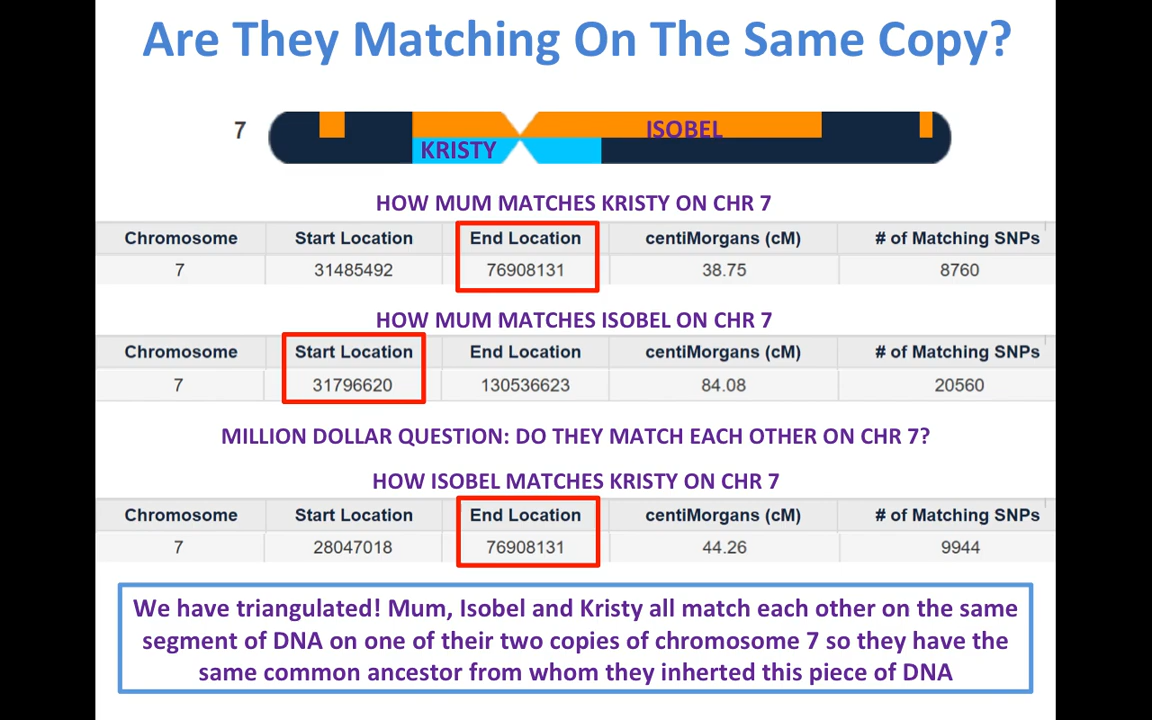 Are They Matching On The Same Copy?
7
ISOBEL
KRISTY
HOW MUM MATCHES KRISTY ON CHR 7
Chromosome Start Location End Location centiMorgans (cM) # of Matching SNPs
7 31485492 76908131 38.75 8760
HOW MUM MATCHES ISOBEL ON CHR 7
Chromosome Start Location End Location centiMorgans (cM) # of Matching SNPs
7 31796620 130536623 84.08 20560
MILLION DOLLAR QUESTION: DO THEY MATCH EACH OTHER ON CHR 7?
HOW ISOBEL MATCHES KRISTY ON CHR 7
Chromosome Start Location End Location centiMorgans (cM) # of Matching SNPs
7 28047018 76908131 44.26 9944
We have triangulated! Mum, Isobel and Kristy all match each other on the same
segment of DNA on one of their two copies of chromosome 7 so they have the
same common ancestor from whom they inherited this piece of DNA